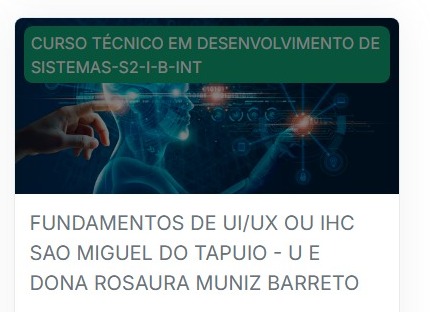 CURSO TÉCNICO EM DESENVOLVIMENTO DE
SISTEMAS-S2-I-B-INT
FUNDAMENTOS DE UI/UX OU IHC
SAO MIGUEL DO TAPUIO - U E
DONA ROSAURA MUNIZ BARRETO